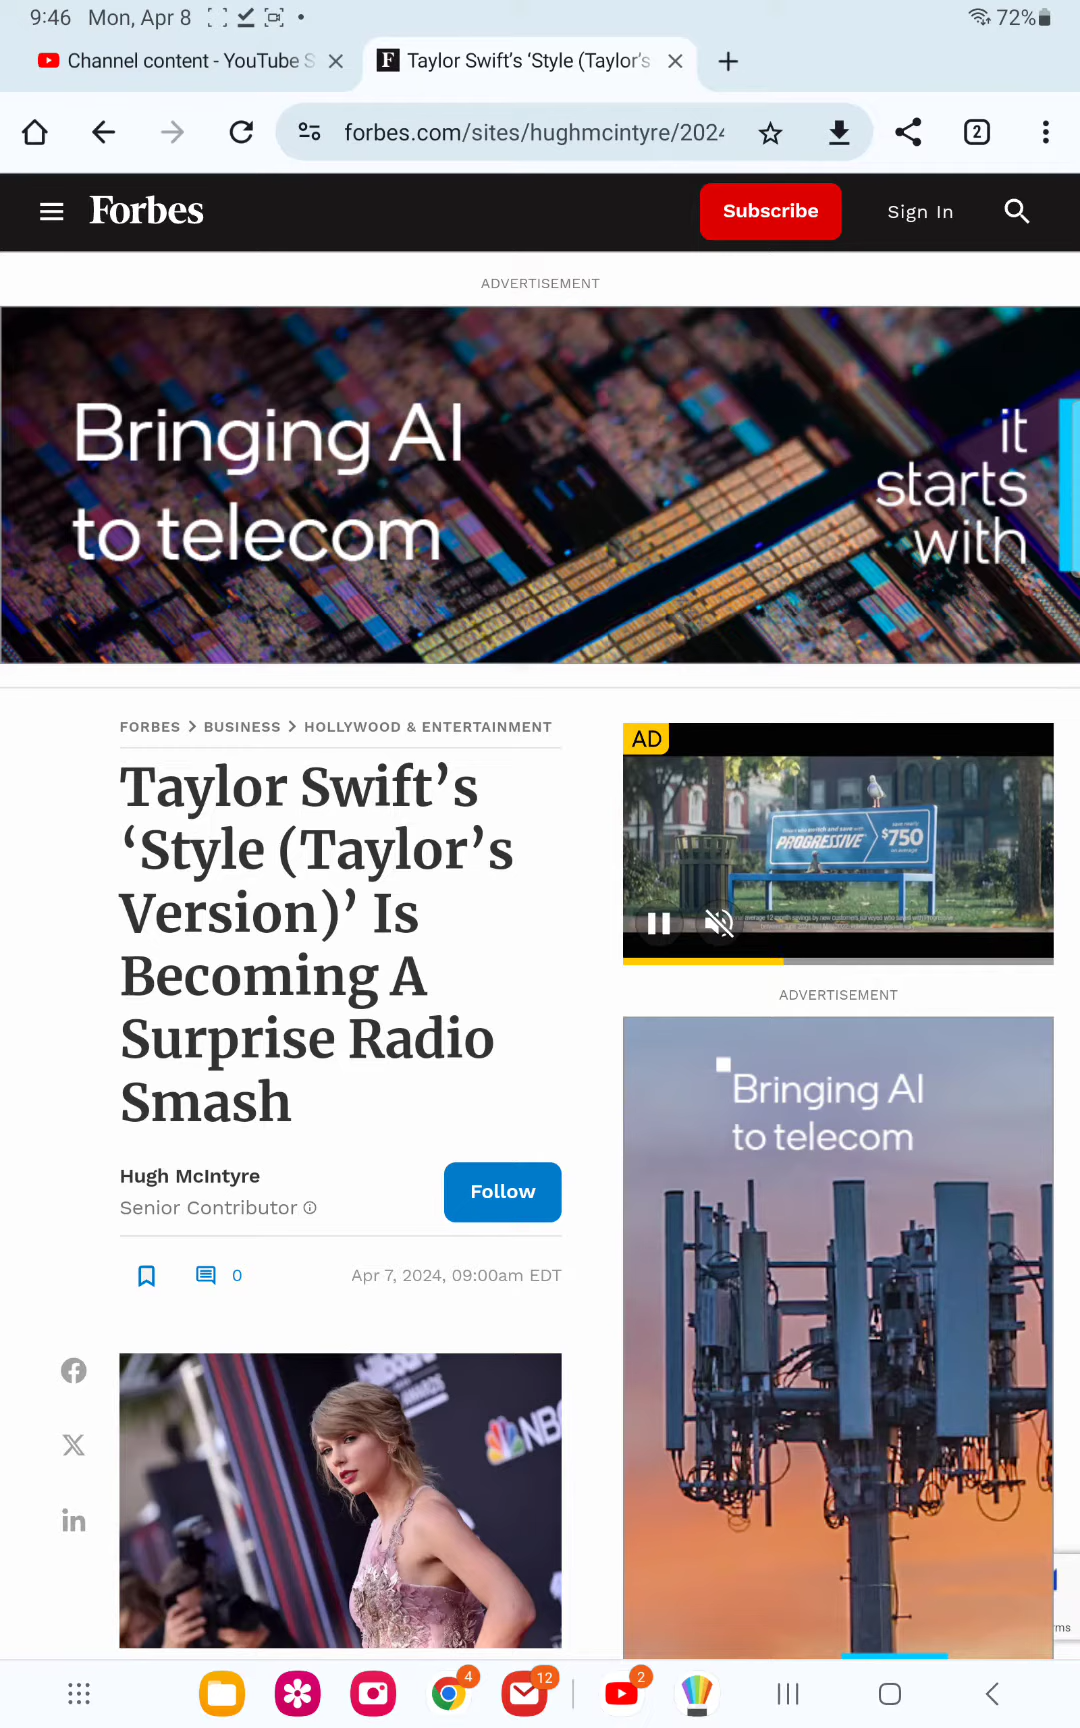 9:46 Mon, Apr 8
72%
Channel content - YouTube S
Taylor Swift's 'Style (Taylor's
forbes.com/sites/hughmcintyre/2024
2
Forbes
Subscribe
Sign In
ADVERTISEMENT
Bringing AI
to telecom
it
starts
with
FORBES > BUSINESS > HOLLYWOOD & ENTERTAINMENT
Taylor Swift’s
‘Style (Taylor’s
Version)’ Is
Becoming A
Surprise Radio
Smash
Hugh McIntyre
Senior Contributor
Follow
0
Apr 7, 2024, 09:00am EDT
AD
PROGRESSIVE
$750
ADVERTISEMENT
Bringing AI
to telecom
NBC
AWARDS
ms
4
12
2